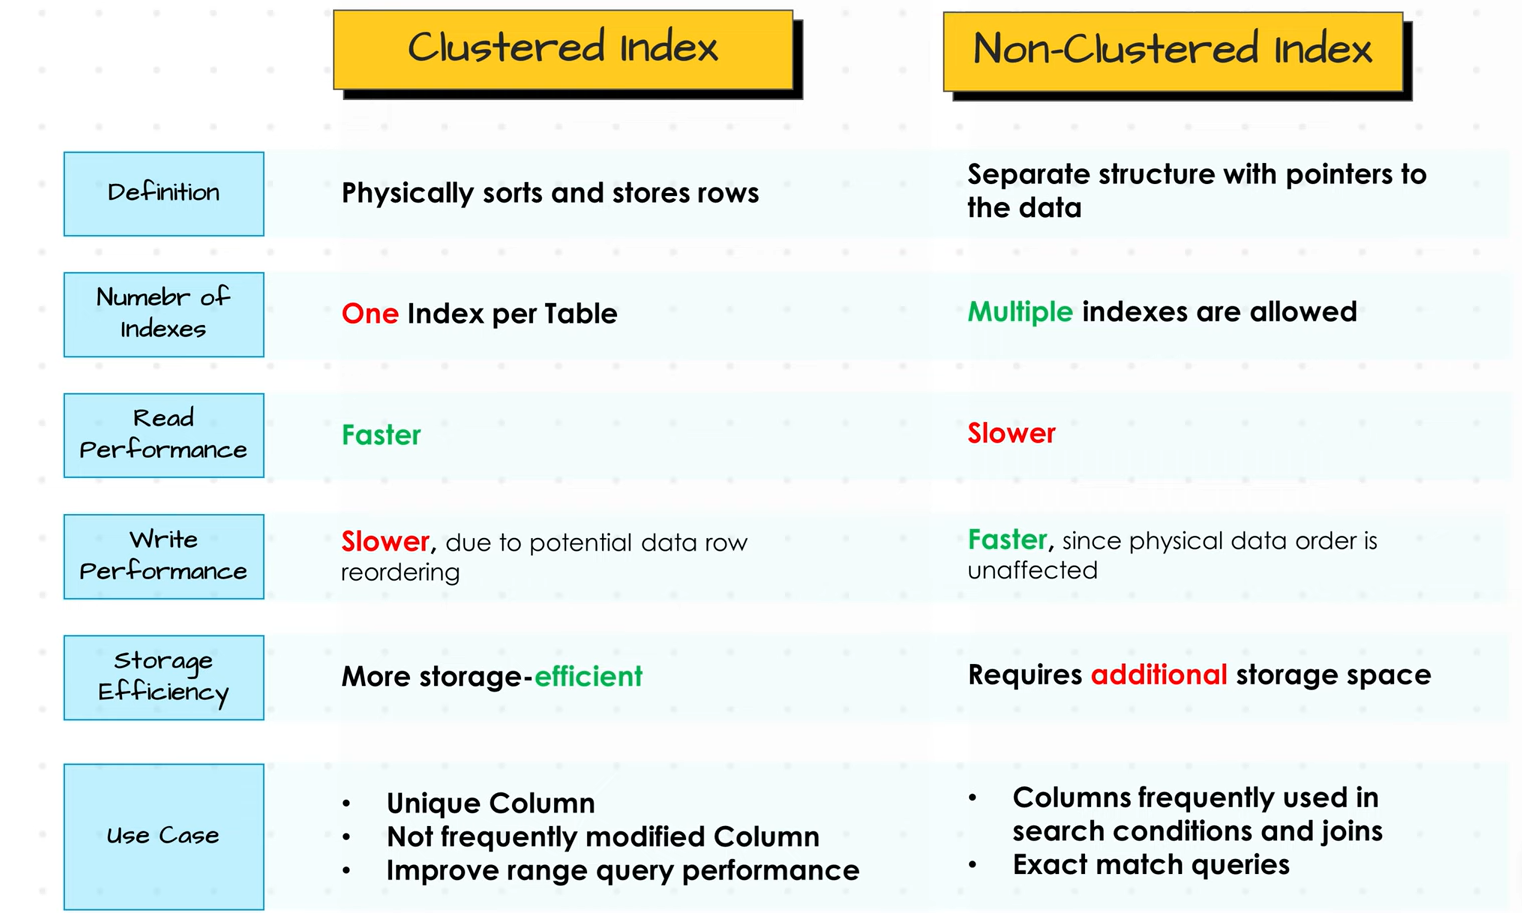 Clustered Index
Non-Clustered Index
Definition
Physically sorts and stores rows
Separate structure with pointers to
the data
Numebr of
Indexes
One Index per Table
Multiple indexes are allowed
Read
Performance
Faster
Slower
Write
Performance
Slower, due to potential data row
reordering
Faster, since physical data order is
unaffected
Storage
Efficiency
More storage-efficient
Requires additional storage space
Use Case
• Unique Column
• Not frequently modified Column
• Improve range query performance
• Columns frequently used in
search conditions and joins
• Exact match queries